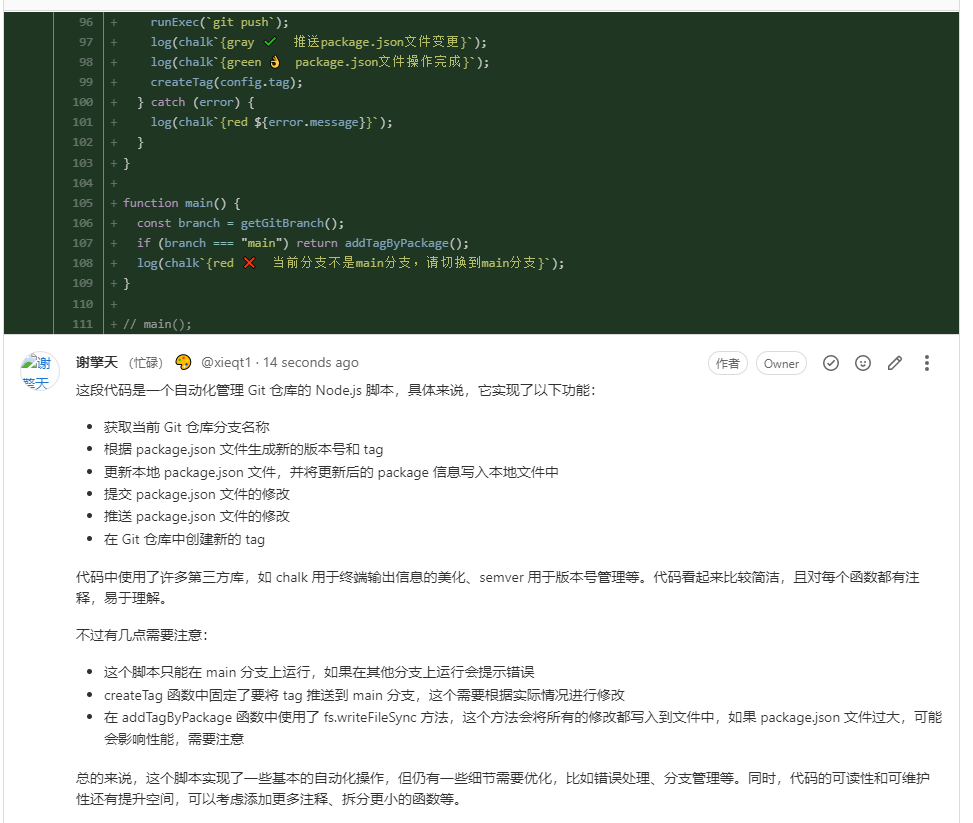 96 + runExec(`git push`);
97 + log(chalk`{gray ✔ 推送package.json文件变更}`);
98 + log(chalk`{green 👌 package.json文件操作完成}`);
99 + createTag(config.tag);
100 + } catch (error) {
101 + log(chalk`{red ${error.message}}`);
102 + }
103 + }
104 +
105 + function main() {
106 + const branch = getGitBranch();
107 + if (branch === "main") return addTagByPackage();
108 + log(chalk`{red ❌ 当前分支不是main分支，请切换到main分支}`);
109 + }
110 +
111 + // main();
谢擎天
谢擎天 （忙碌） 🎨 @xieqt1 · 14 seconds ago 作者 Owner
这段代码是一个自动化管理 Git 仓库的 Node.js 脚本，具体来说，它实现了以下功能：
• 获取当前 Git 仓库分支名称
• 根据 package.json 文件生成新的版本号和 tag
• 更新本地 package.json 文件，并将更新后的 package 信息写入本地文件中
• 提交 package.json 文件的修改
• 推送 package.json 文件的修改
• 在 Git 仓库中创建新的 tag
代码中使用了许多第三方库，如 chalk 用于终端输出信息的美化、semver 用于版本号管理等。代码看起来比较简洁，且对每个函数都有注
释，易于理解。
不过有几点需要注意：
• 这个脚本只能在 main 分支上运行，如果在其他分支上运行会提示错误
• createTag 函数中固定了要将 tag 推送到 main 分支，这个需要根据实际情况进行修改
• 在 addTagByPackage 函数中使用了 fs.writeFileSync 方法，这个方法会将所有的修改都写入到文件中，如果 package.json 文件过大，可能
会影响性能，需要注意
总的来说，这个脚本实现了一些基本的自动化操作，但仍有一些细节需要优化，比如错误处理、分支管理等。同时，代码的可读性和可维护
性还有提升空间，可以考虑添加更多注释、拆分更小的函数等。